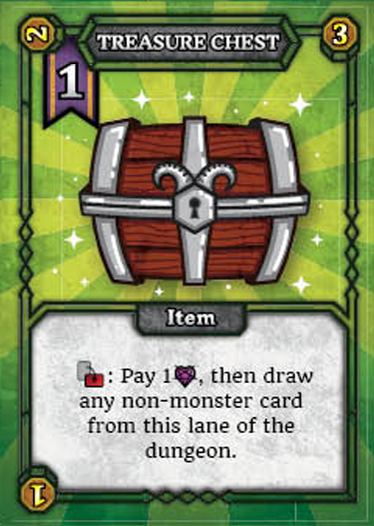 2
TREASURE CHEST
3
1
Item
: Pay 1 , then draw
any non-monster card
from this lane of the
dungeon.
1